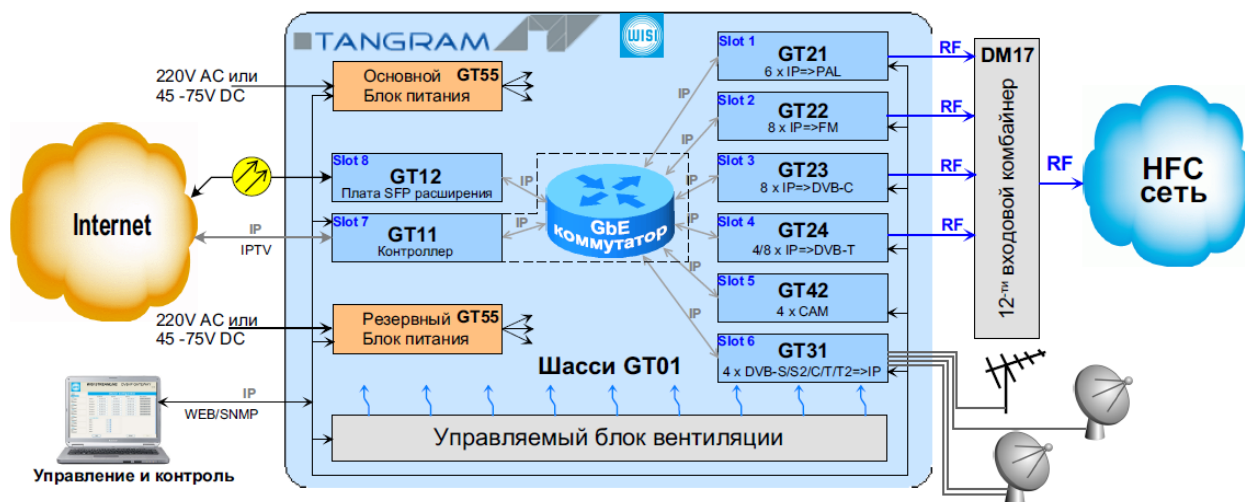 TANGRAM
WISI
220V AC или
45 -75V DC
Основной GT55
Блок питания
Internet
Slot 8
GT12
Плата SFP расширения
IP
IPTV
Slot 7
GT11
Контроллер
220V AC или
45 -75V DC
Резервный GT55
Блок питания
IP
WEB/SNMP
Управление и контроль
IP
IP
GbE
коммутатор
IP
IP
IP
IP
IP
IP
Slot 1
GT21
6 x IP=>PAL
Slot 2
GT22
8 x IP=>FM
Slot 3
GT23
8 x IP=>DVB-C
Slot 4
GT24
4/8 x IP=>DVB-T
Slot 5
GT42
4 x CAM
Slot 6
GT31
4 x DVB-S/S2/C/T/T2=>IP
Шасси GT01
Управляемый блок вентиляции
RF
RF
RF
RF
DM17
12-ти входовой комбайнер
RF
HFC
сеть